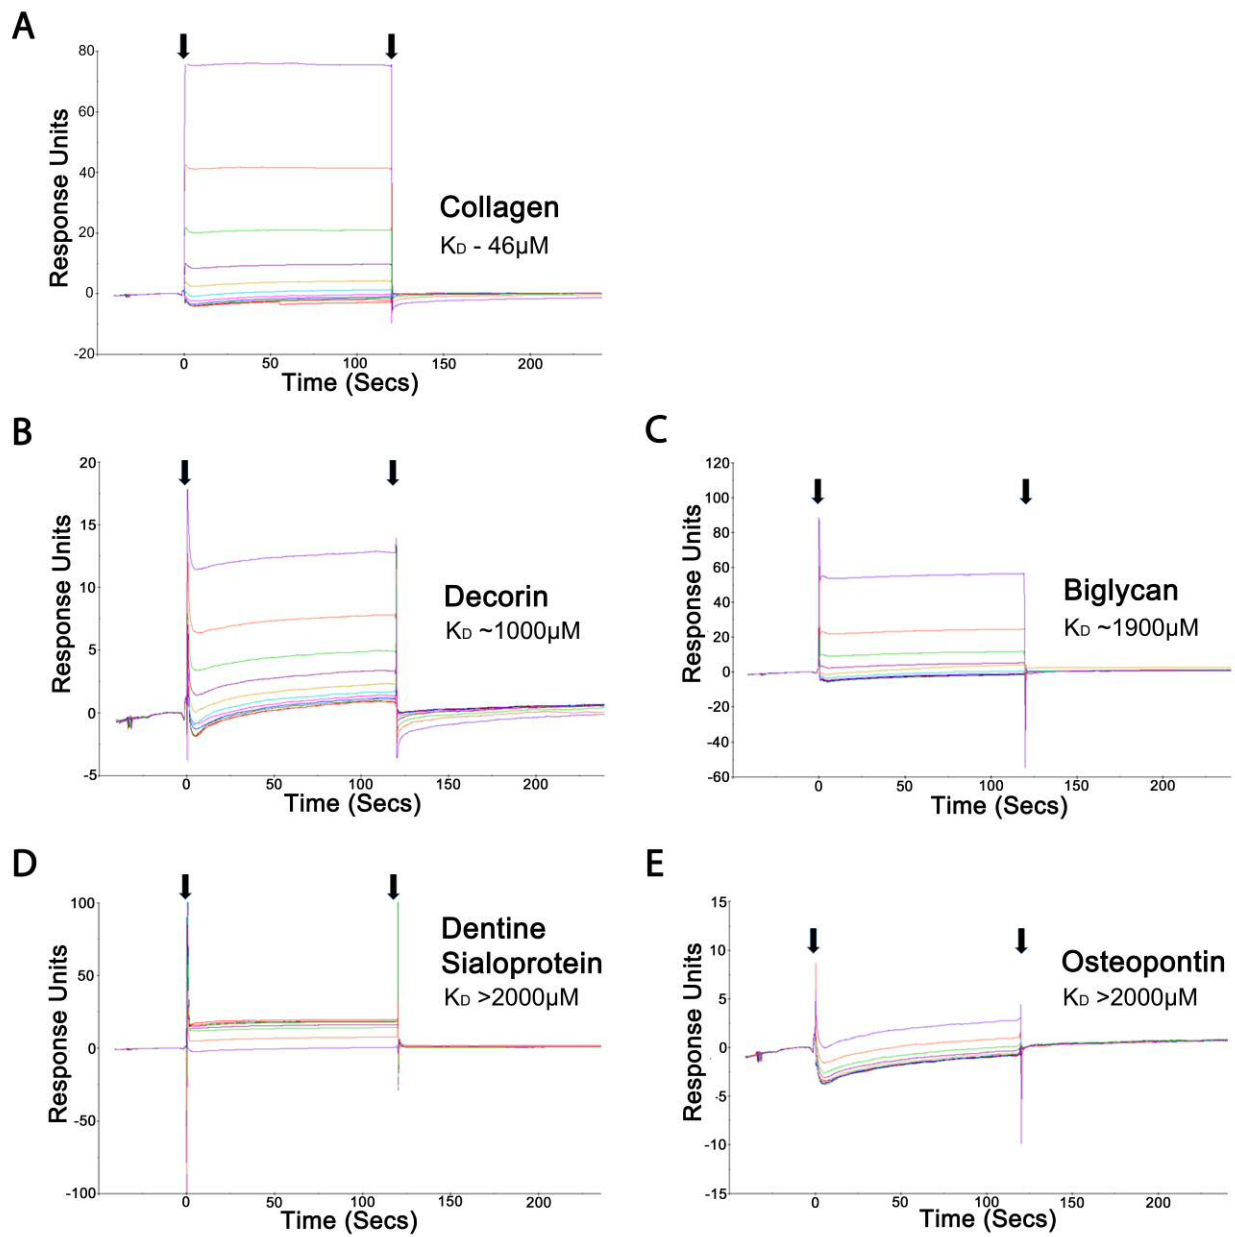 A
80
60
40
20
0
-20
Response Units
0 50 100 150 200
Time (Secs)
Collagen
KD - 46µM
B
20
15
10
5
0
-5
Response Units
0 50 100 150 200
Time (Secs)
Decorin
KD ~1000µM
C
120
100
80
60
40
20
0
-20
-40
-60
Response Units
0 50 100 150 200
Time (Secs)
Biglycan
KD ~1900µM
D
100
50
0
-50
-100
Response Units
0 50 100 150 200
Time (Secs)
Dentine
Sialoprotein
KD >2000µM
E
15
10
5
0
-5
-10
-15
Response Units
0 50 100 150 200
Time (Secs)
Osteopontin
KD >2000µM